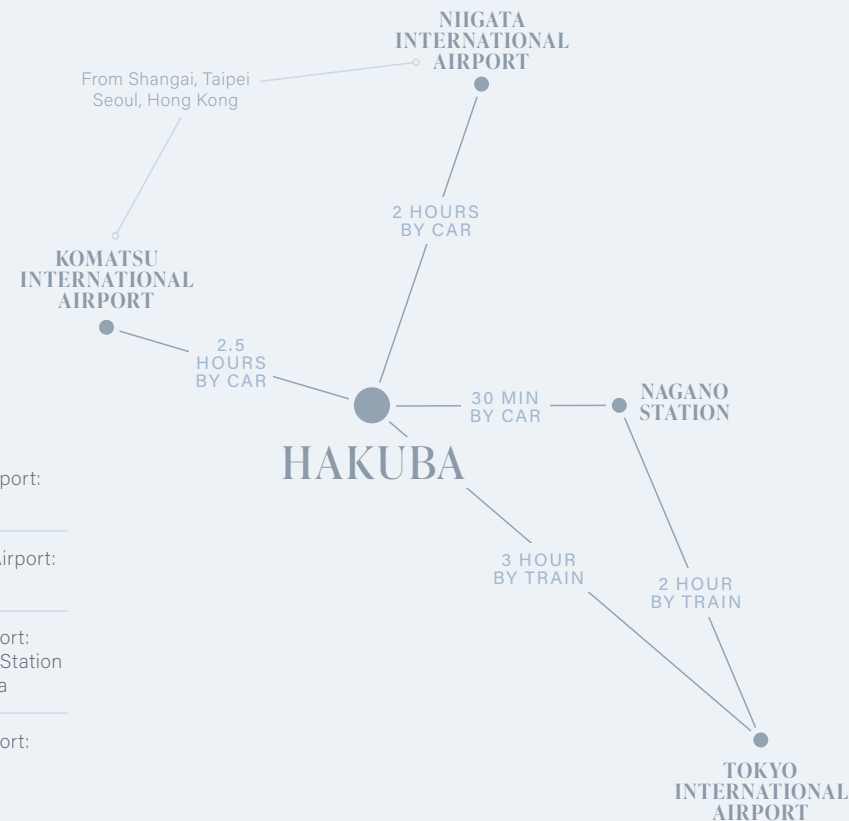 NIIGATA
INTERNATIONAL
AIRPORT
From Shangai, Taipei
Seoul, Hong Kong
2 HOURS
BY CAR
KOMATSU
INTERNATIONAL
AIRPORT
2.5
HOURS
BY CAR
30 MIN
BY CAR
NAGANO
STATION
HAKUBA
port:
Airport:
3 HOUR
BY TRAIN
2 HOUR
BY TRAIN
ort:
Station
a
ort:
TOKYO
INTERNATIONAL
AIRPORT